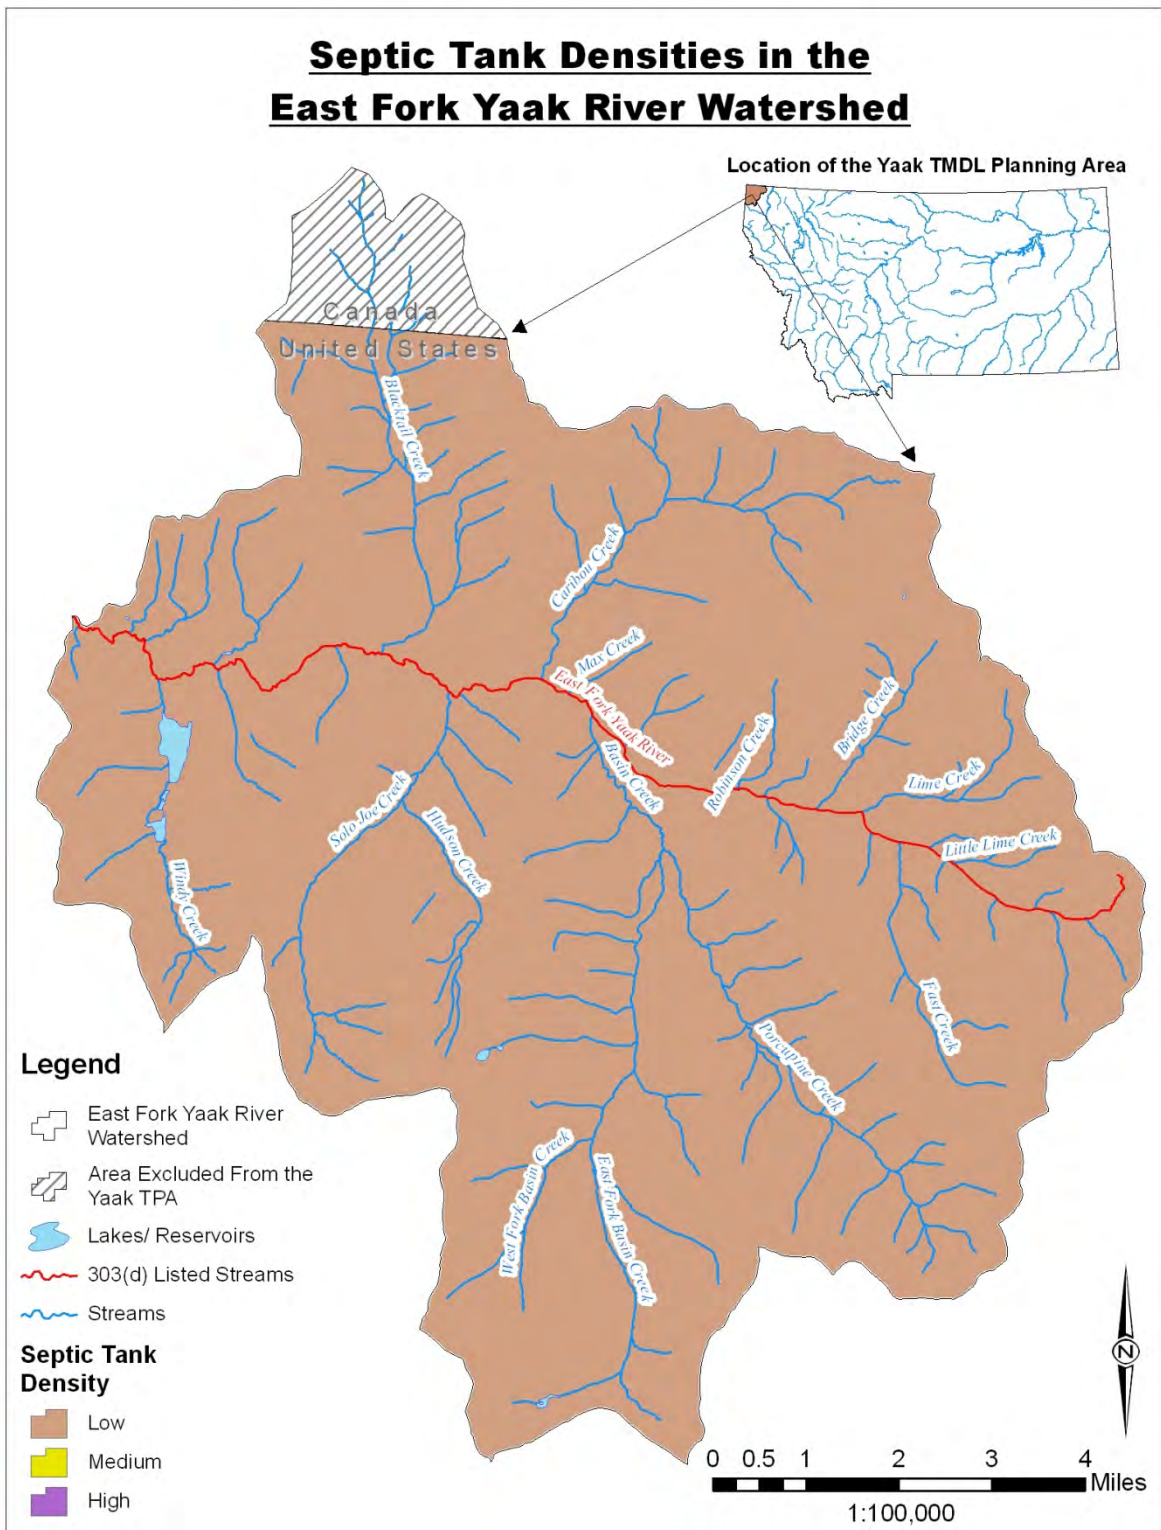 Septic Tank Densities in the
East Fork Yaak River Watershed
Location of the Yaak TMDL Planning Area
Canada
United States
Blacktail Creek
Caribou Creek
Max Creek
East Fork Yaak River
Basin Creek
Robinson Creek
Bridge Creek
Lime Creek
Little Lime Creek
Solo Joe Creek
Hudson Creek
Windy Creek
Fast Creek
Porcupine Creek
West Fork Basin Creek
East Fork Basin Creek
Legend
East Fork Yaak River
Watershed
Area Excluded From the
Yaak TPA
Lakes/ Reservoirs
303(d) Listed Streams
Streams
Septic Tank
Density
Low
Medium
High
N
0 0.5 1 2 3 4
Miles
1:100,000